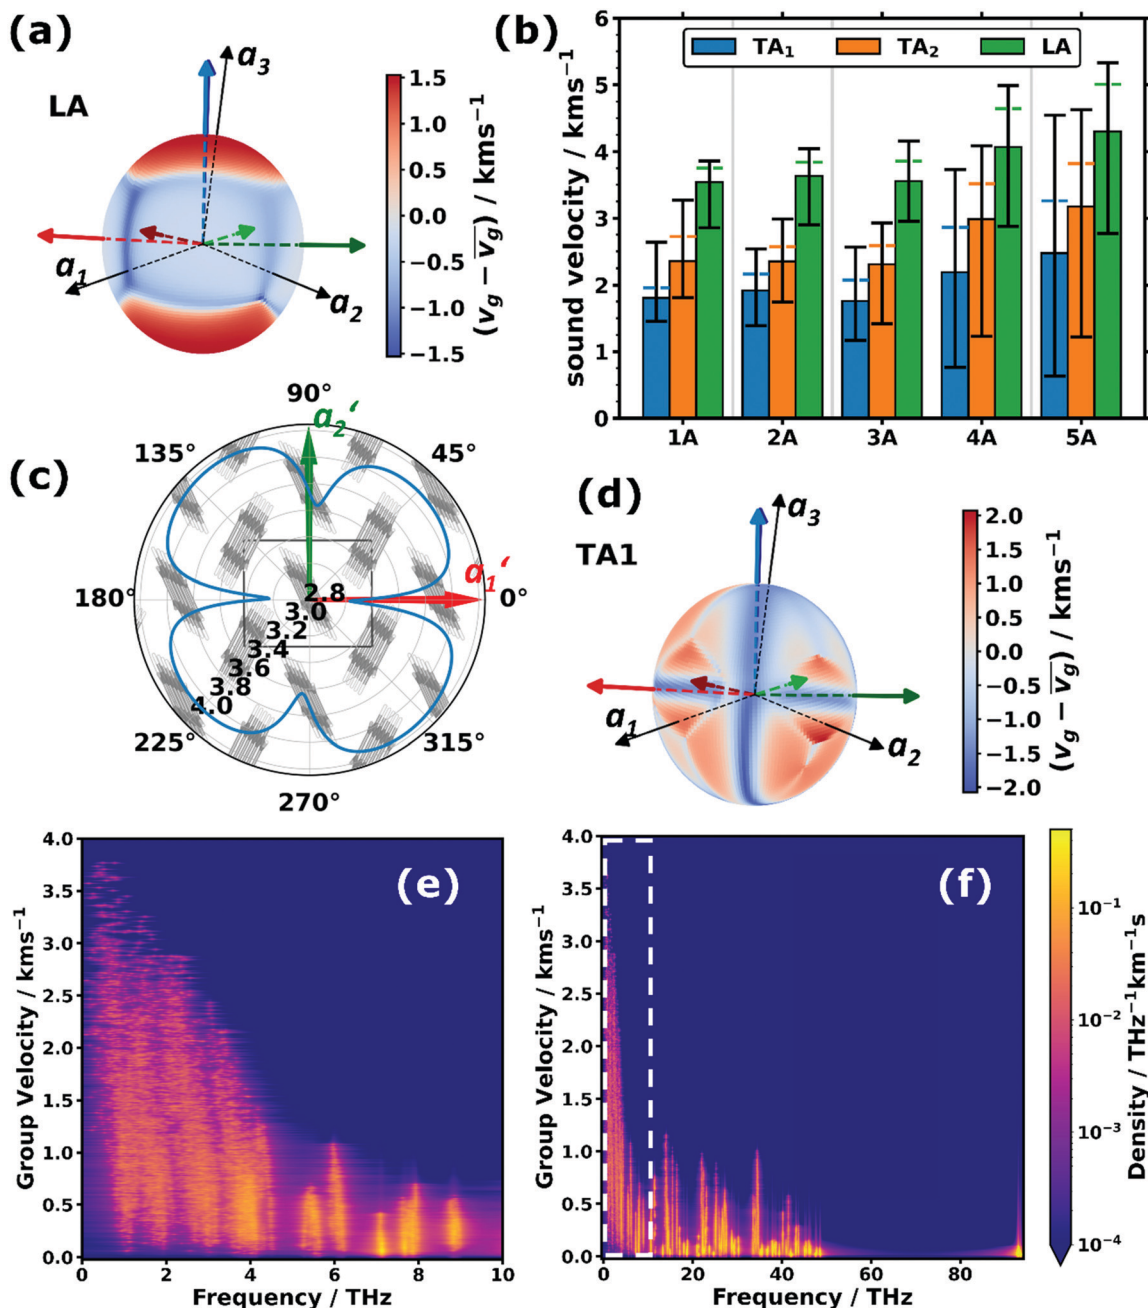 (a)
LA
a3
a1
a2
1.5
1.0
0.5
0.0
−0.5
−1.0
−1.5
(vg − vg) / kms−1
(b)
TA1 TA2 LA
6
5
4
3
2
1
0
sound velocity / kms−1
1A 2A 3A 4A 5A
(c)
90°
a2‘
135° 45°
a1‘
180° 0°
2.8
3.0
3.2
3.4
3.6
3.8
4.0
225° 315°
270°
(d)
TA1
a3
a1
a2
2.0
1.5
1.0
0.5
0.0
−0.5
−1.0
−1.5
−2.0
(vg − vg) / kms−1
(e)
4.0
3.5
3.0
2.5
2.0
1.5
1.0
0.5
0.0
Group Velocity / kms−1
0 2 4 6 8 10
Frequency / THz
(f)
4.0
3.5
3.0
2.5
2.0
1.5
1.0
0.5
0.0
Group Velocity / kms−1
0 20 40 60 80
Frequency / THz
10−1
10−2
10−3
10−4
Density / THz−1km−1s